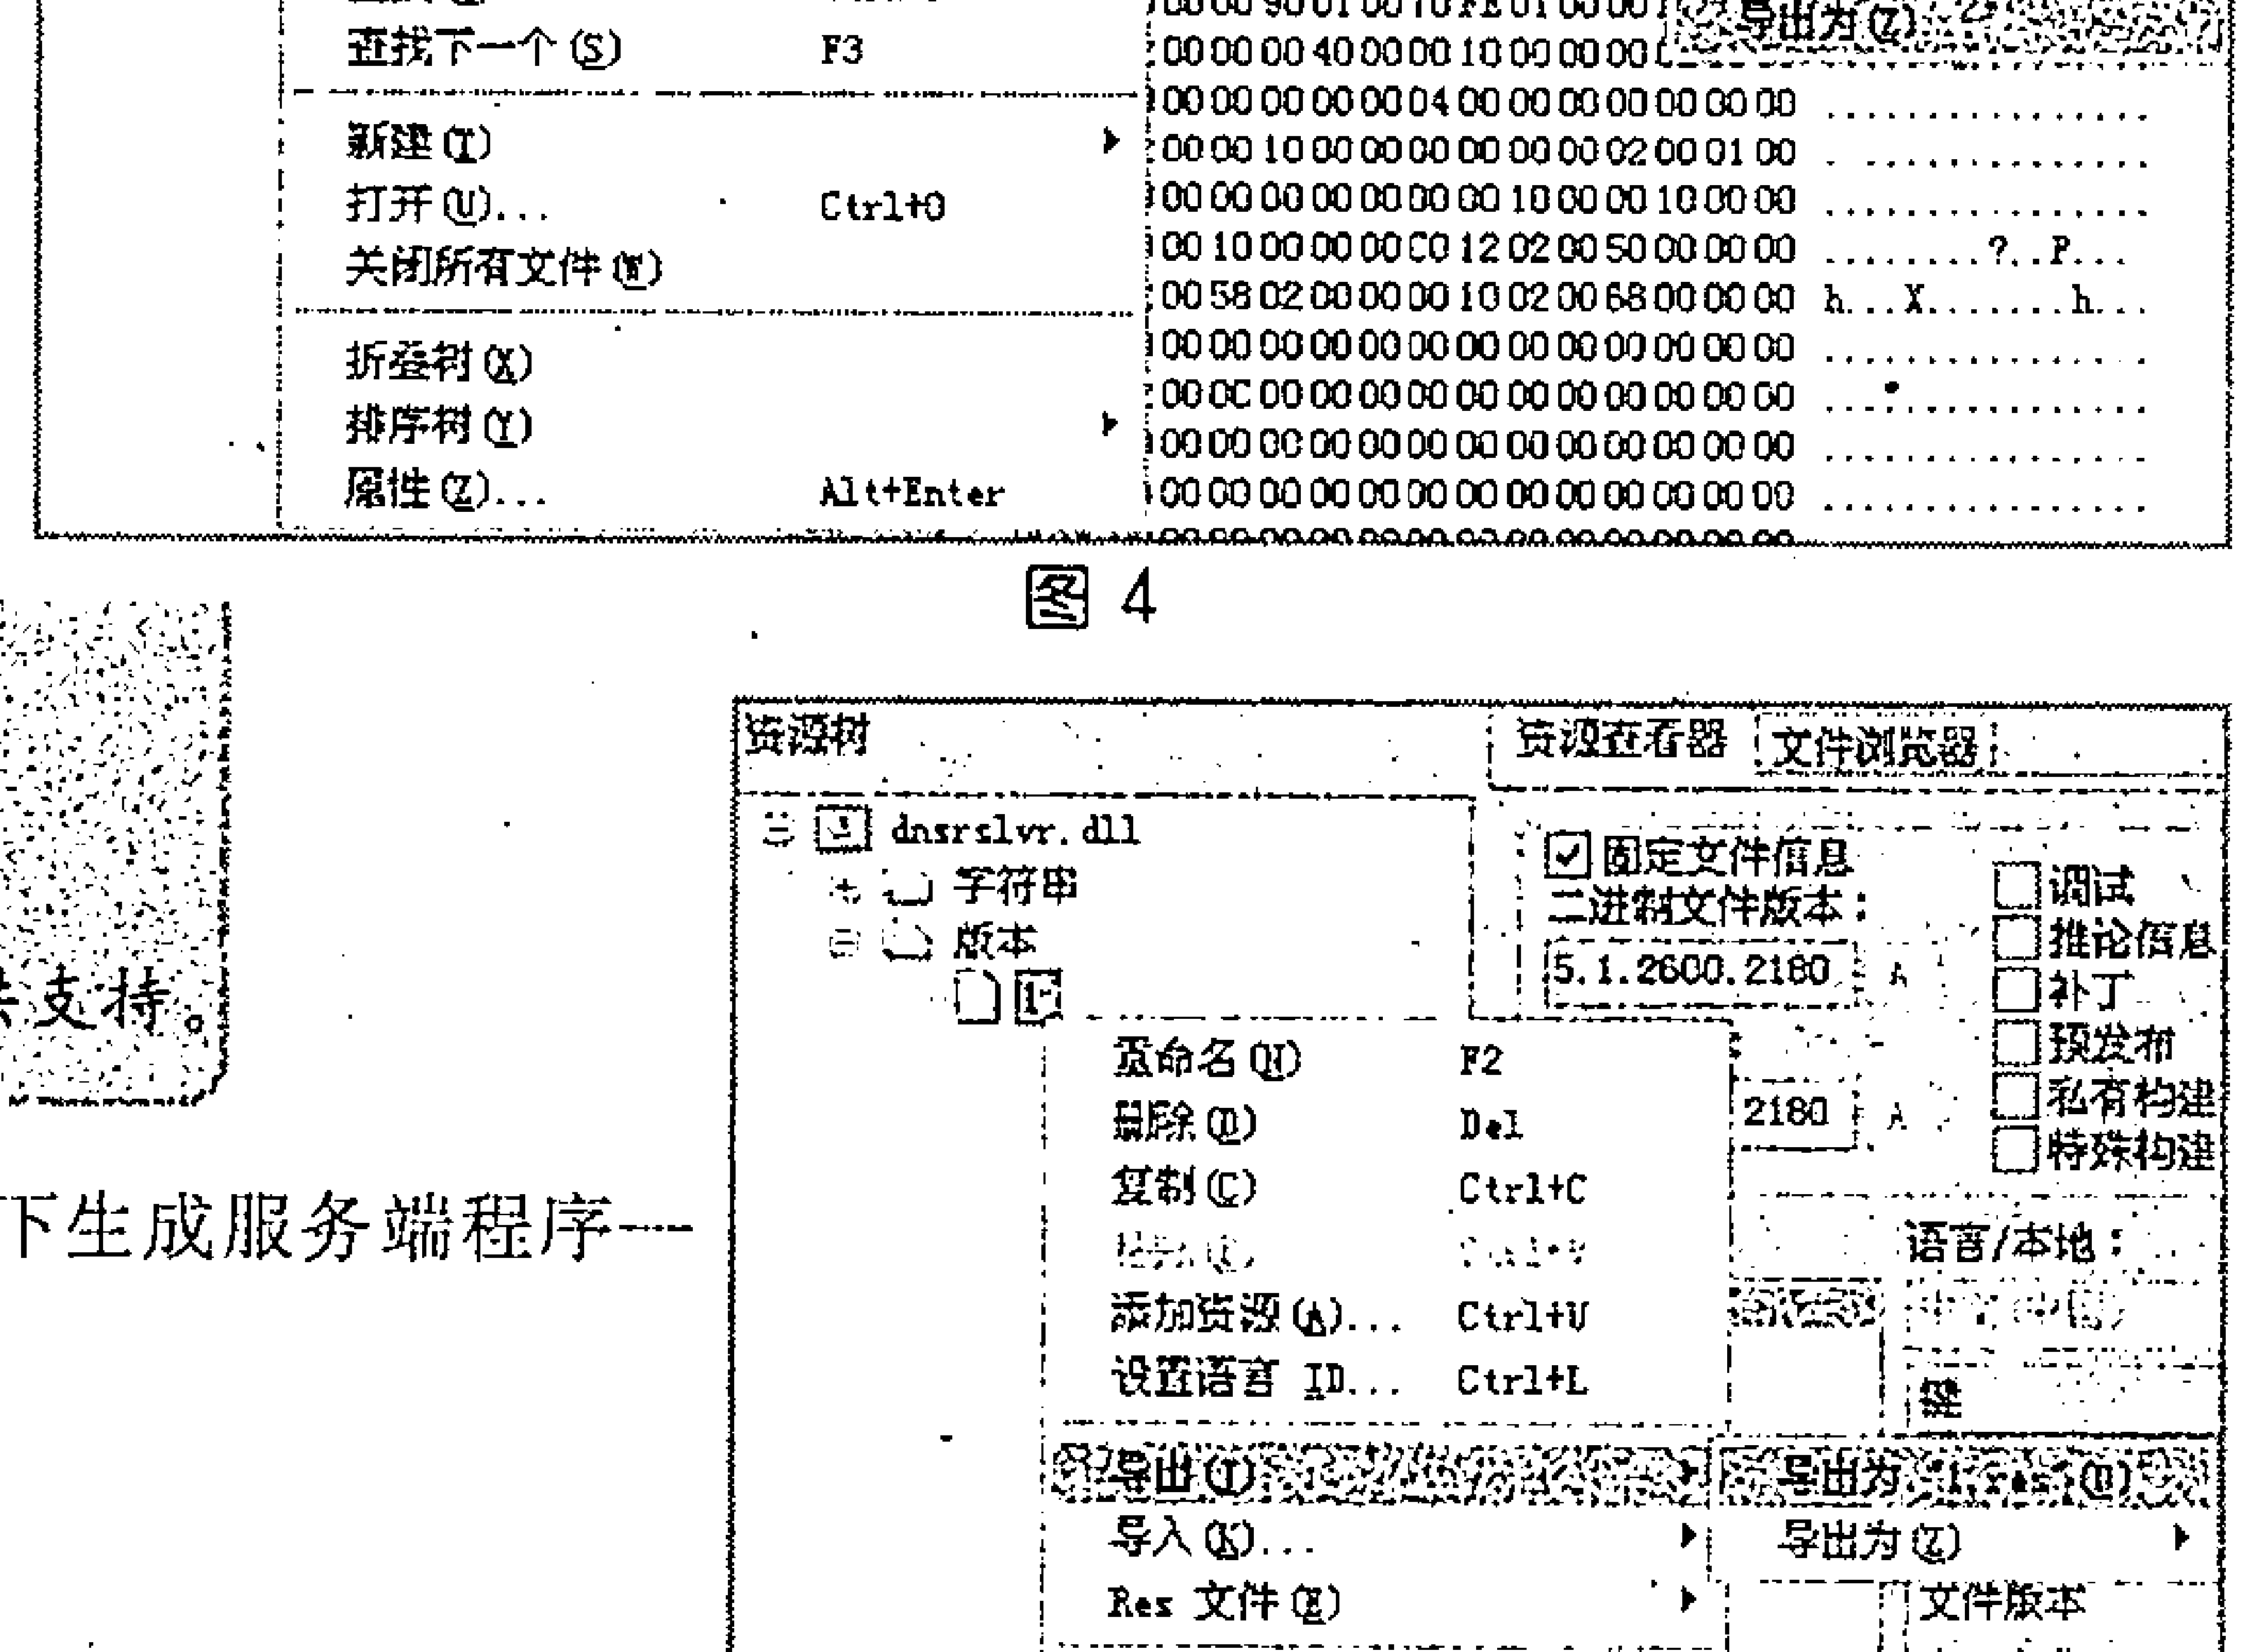 导出为(Z)
查找下一个(S) F3
00 00 00 40 00 00 00 10 00 00 00 00
00 00 00 00 00 04 00 00 00 00 00 00 00 ................
新建(T)
00 00 10 00 00 00 00 00 00 02 00 01 00
打开(U)... Ctrl+O
00 00 00 00 00 00 00 10 00 00 10 00 00 ................
关闭所有文件(W)
00 10 00 00 00 C0 12 02 00 50 00 00 00 ........?..P...
00 58 02 00 00 00 10 02 00 68 00 00 00 h...X.......h...
00 00 00 00 00 00 00 00 00 00 00 00 00 ................
折叠树(X)
00 0C 00 00 00 00 00 00 00 00 00 00 00
排序树(Y)
00 00 00 00 00 00 00 00 00 00 00 00 00 ................
属性(Z)... Alt+Enter
00 00 00 00 00 00 00 00 00 00 00 00 00 ................
图 4
支持。
下生成服务端程序——
资源树 资源查看器 文件浏览器
dnsrslvr.dll
字符串
版本
1
固定文件信息
二进制文件版本:
5.1.2600.2180
调试
推论信息
补丁
预发布
2180
私有构建
特殊构建
语言/本地:
重命名(N) F2
删除(D) Del
复制(C) Ctrl+C
添加资源(A)... Ctrl+U
设置语言 ID... Ctrl+L
导出(T)
导入(K)...
导出为(Z)
Res 文件(E)
文件版本